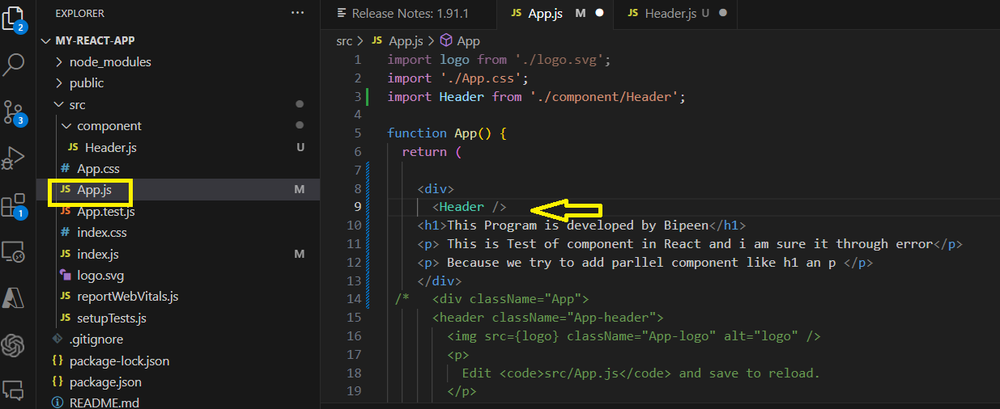 EXPLORER
MY-REACT-APP
node_modules
public
src
component
JS Header.js U
# App.css
JS App.js M
JS App.test.js
# index.css
JS index.js M
logo.svg
JS reportWebVitals.js
JS setupTests.js
.gitignore
{} package-lock.json
{} package.json
README.md
2
3
1
Release Notes: 1.91.1
JS App.js M
JS Header.js U
src > JS App.js > App
1 import logo from './logo.svg';
2 import './App.css';
3 import Header from './component/Header';
4
5 function App() {
6 return (
7
8 <div>
9 <Header />
10 <h1>This Program is developed by Bipeen</h1>
11 <p> This is Test of component in React and i am sure it through error</p>
12 <p> Because we try to add parllel component like h1 an p </p>
13 </div>
14 /* <div className="App">
15 <header className="App-header">
16 <img src={logo} className="App-logo" alt="logo" />
17 <p>
18 Edit <code>src/App.js</code> and save to reload.
19 </p>